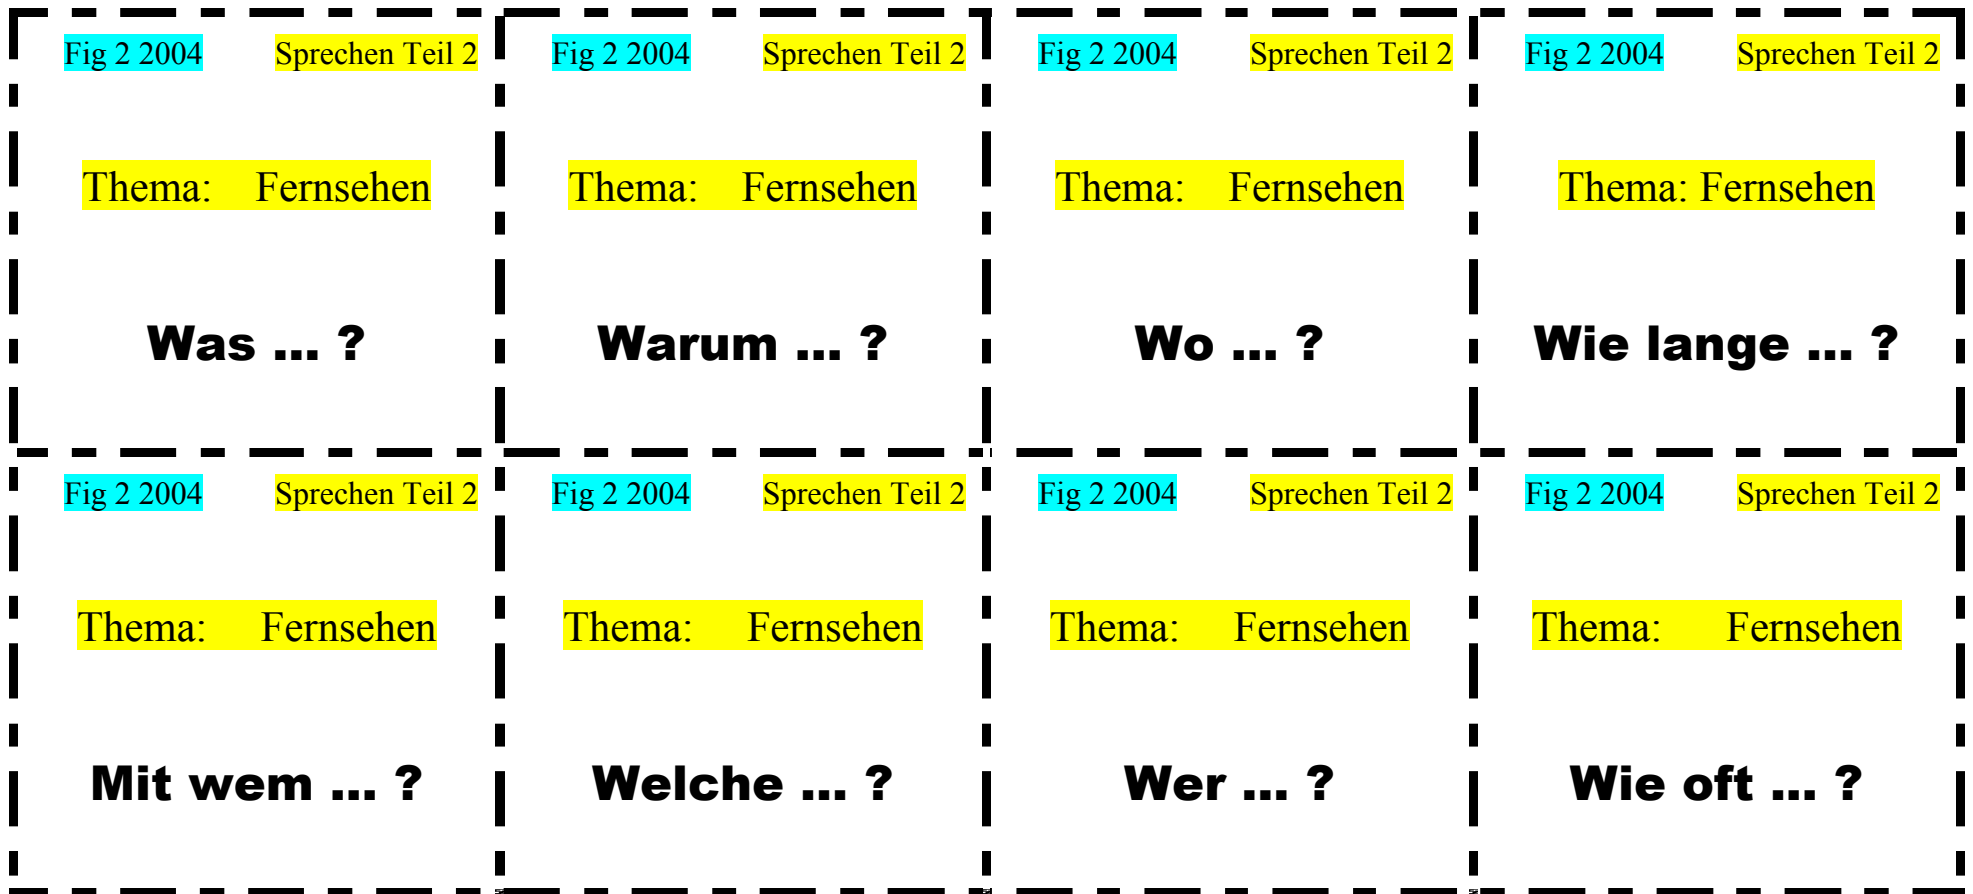 Fig 2 2004 Sprechen Teil 2
Thema: Fernsehen
Was ... ?
Fig 2 2004 Sprechen Teil 2
Thema: Fernsehen
Warum ... ?
Fig 2 2004 Sprechen Teil 2
Thema: Fernsehen
Wo ... ?
Fig 2 2004 Sprechen Teil 2
Thema: Fernsehen
Wie lange ... ?
Fig 2 2004 Sprechen Teil 2
Thema: Fernsehen
Mit wem ... ?
Fig 2 2004 Sprechen Teil 2
Thema: Fernsehen
Welche ... ?
Fig 2 2004 Sprechen Teil 2
Thema: Fernsehen
Wer ... ?
Fig 2 2004 Sprechen Teil 2
Thema: Fernsehen
Wie oft ... ?